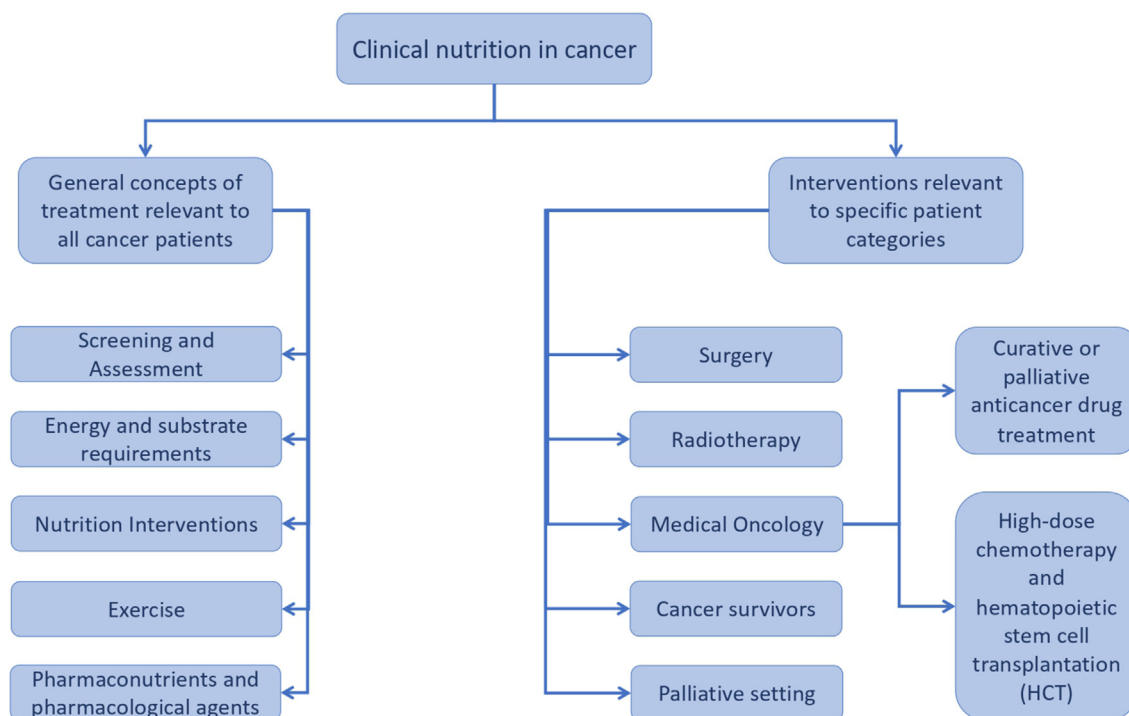 Clinical nutrition in cancer
General concepts of
treatment relevant to
all cancer patients
Interventions relevant
to specific patient
categories
Screening and
Assessment
Energy and substrate
requirements
Nutrition Interventions
Exercise
Pharmaconutrients and
pharmacological agents
Surgery
Radiotherapy
Medical Oncology
Cancer survivors
Palliative setting
Curative or
palliative
anticancer drug
treatment
High-dose
chemotherapy
and
hematopoietic
stem cell
transplantation
(HCT)